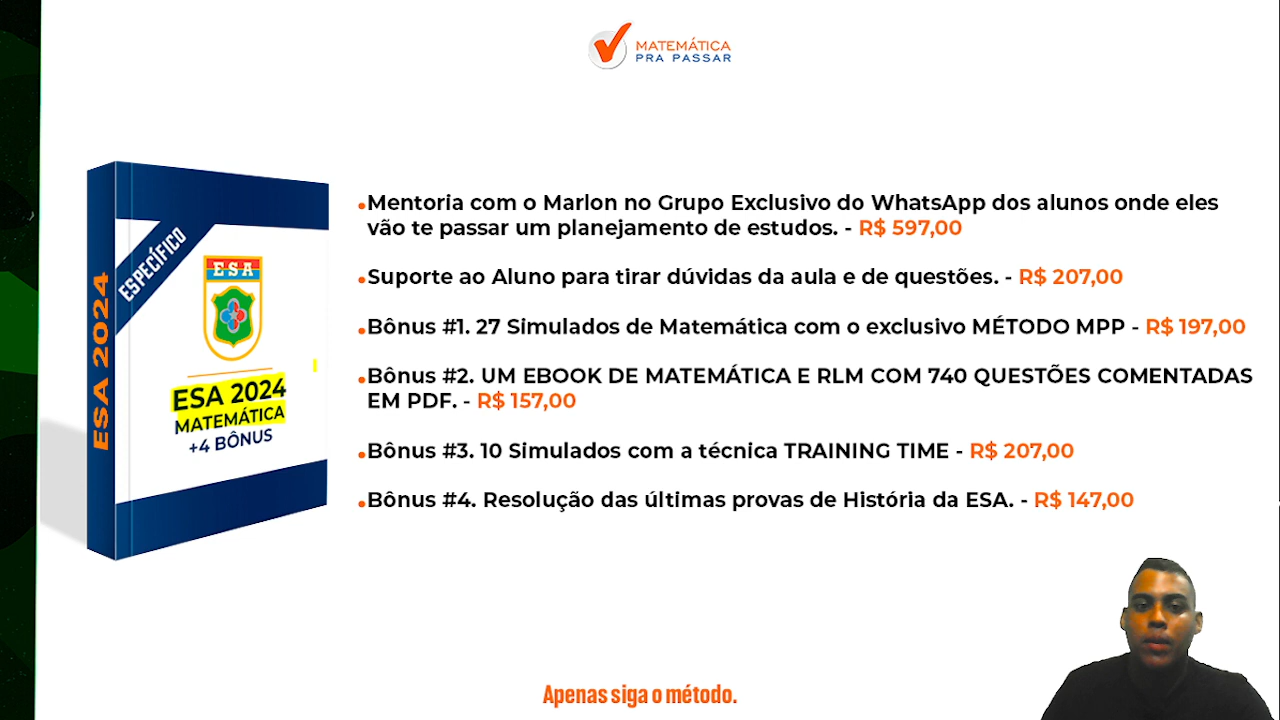 MATEMÁTICA
PRA PASSAR
ESA 2024
ESPECÍFICO
ESA
ESA 2024
MATEMÁTICA
+4 BÔNUS
•Mentoria com o Marlon no Grupo Exclusivo do WhatsApp dos alunos onde eles
vão te passar um planejamento de estudos. - R$ 597,00
•Suporte ao Aluno para tirar dúvidas da aula e de questões. - R$ 207,00
•Bônus #1. 27 Simulados de Matemática com o exclusivo MÉTODO MPP - R$ 197,00
•Bônus #2. UM EBOOK DE MATEMÁTICA E RLM COM 740 QUESTÕES COMENTADAS
EM PDF. - R$ 157,00
•Bônus #3. 10 Simulados com a técnica TRAINING TIME - R$ 207,00
•Bônus #4. Resolução das últimas provas de História da ESA. - R$ 147,00
Apenas siga o método.